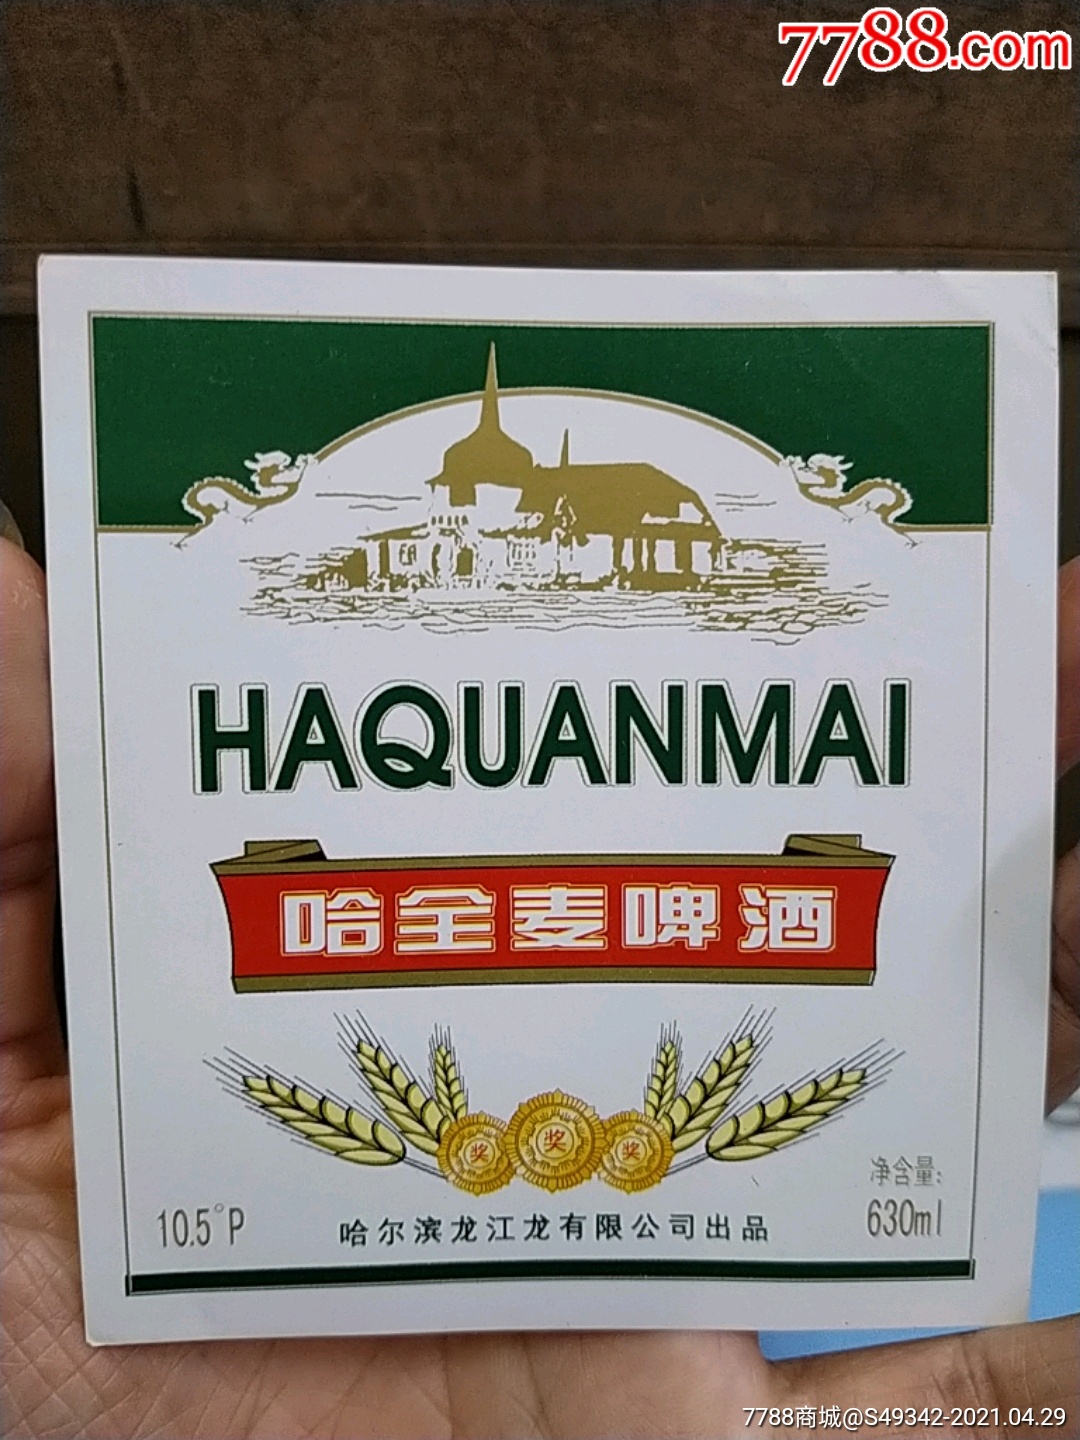 7788.com
HAQUANMAI
哈全麦啤酒
奖 奖 奖
净含量:
10.5°P 哈尔滨龙江龙有限公司出品 630ml
7788商城@S49342-2021.04.29